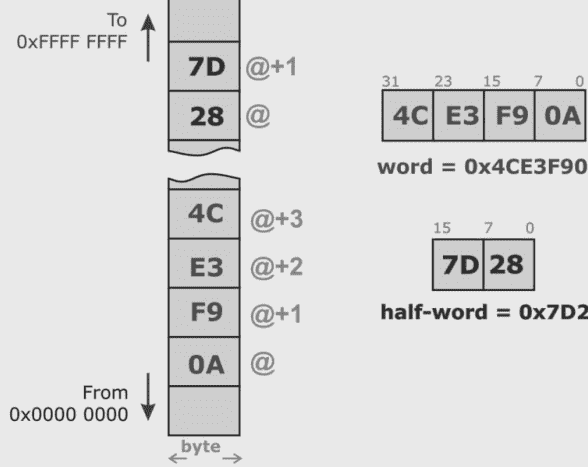 To
0xFFFF FFFF
7D @+1
28 @
4C @+3
E3 @+2
F9 @+1
0A @
From
0x0000 0000
byte
31 23 15 7 0
4C E3 F9 0A
word = 0x4CE3F90
15 7 0
7D 28
half-word = 0x7D2